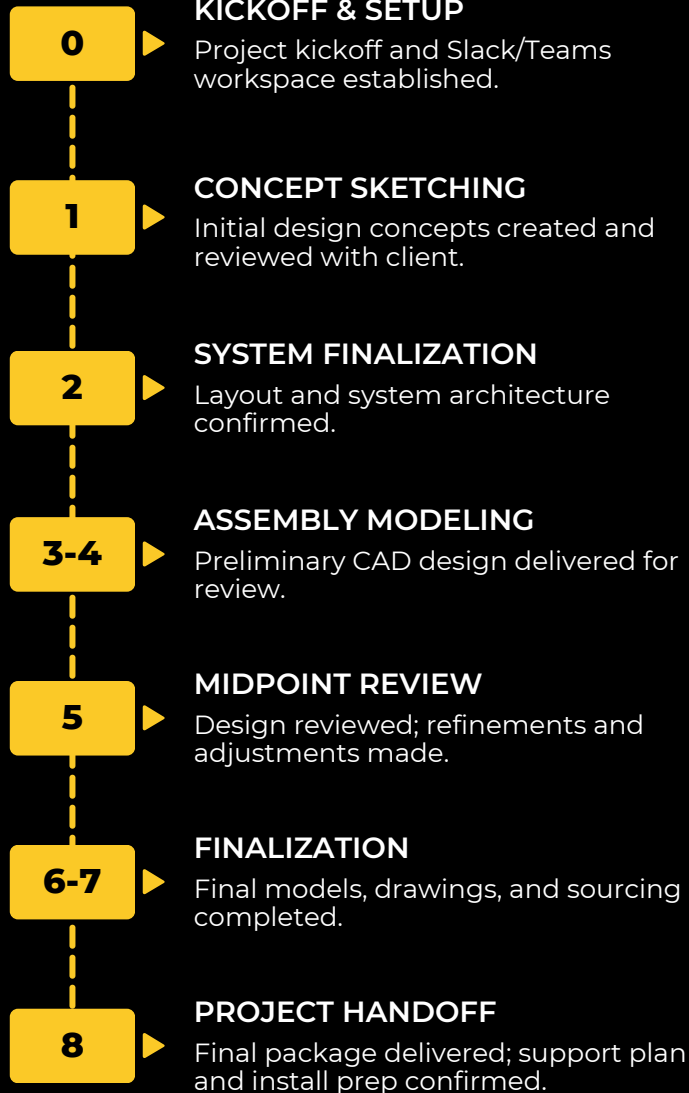 KICKOFF & SETUP
0
Project kickoff and Slack/Teams
workspace established.
CONCEPT SKETCHING
1
Initial design concepts created and
reviewed with client.
SYSTEM FINALIZATION
2
Layout and system architecture
confirmed.
ASSEMBLY MODELING
3-4
Preliminary CAD design delivered for
review.
MIDPOINT REVIEW
5
Design reviewed; refinements and
adjustments made.
FINALIZATION
6-7
Final models, drawings, and sourcing
completed.
PROJECT HANDOFF
8
Final package delivered; support plan
and install prep confirmed.